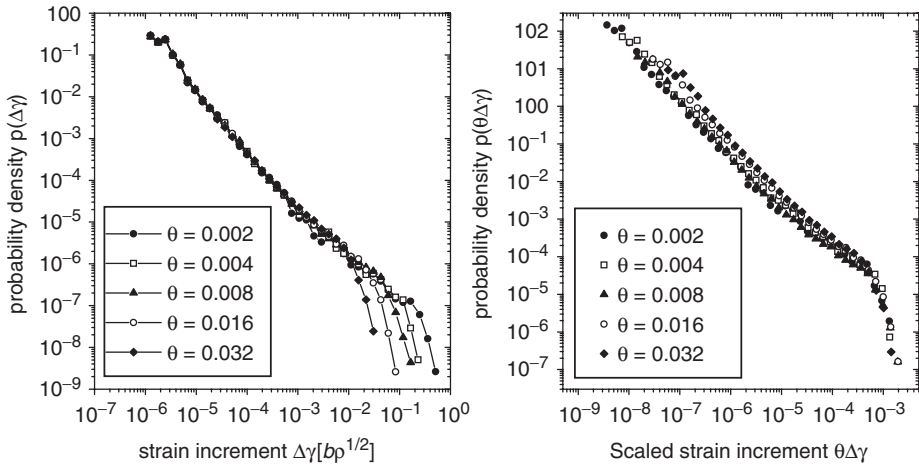 10⁰
10⁻¹
10⁻²
10⁻³
10⁻⁴
10⁻⁵
10⁻⁶
10⁻⁷
10⁻⁸
10⁻⁹
probability density p(Δγ)
θ = 0.002
θ = 0.004
θ = 0.008
θ = 0.016
θ = 0.032
10⁻⁷ 10⁻⁶ 10⁻⁵ 10⁻⁴ 10⁻³ 10⁻² 10⁻¹ 10⁰
strain increment Δγ[bρ¹ᐟ²]
102
101
100
10⁻¹
10⁻²
10⁻³
10⁻⁴
10⁻⁵
10⁻⁶
10⁻⁷
probability density p(θΔγ)
θ = 0.002
θ = 0.004
θ = 0.008
θ = 0.016
θ = 0.032
10⁻⁹ 10⁻⁸ 10⁻⁷ 10⁻⁶ 10⁻⁵ 10⁻⁴ 10⁻³
Scaled strain increment θΔγ